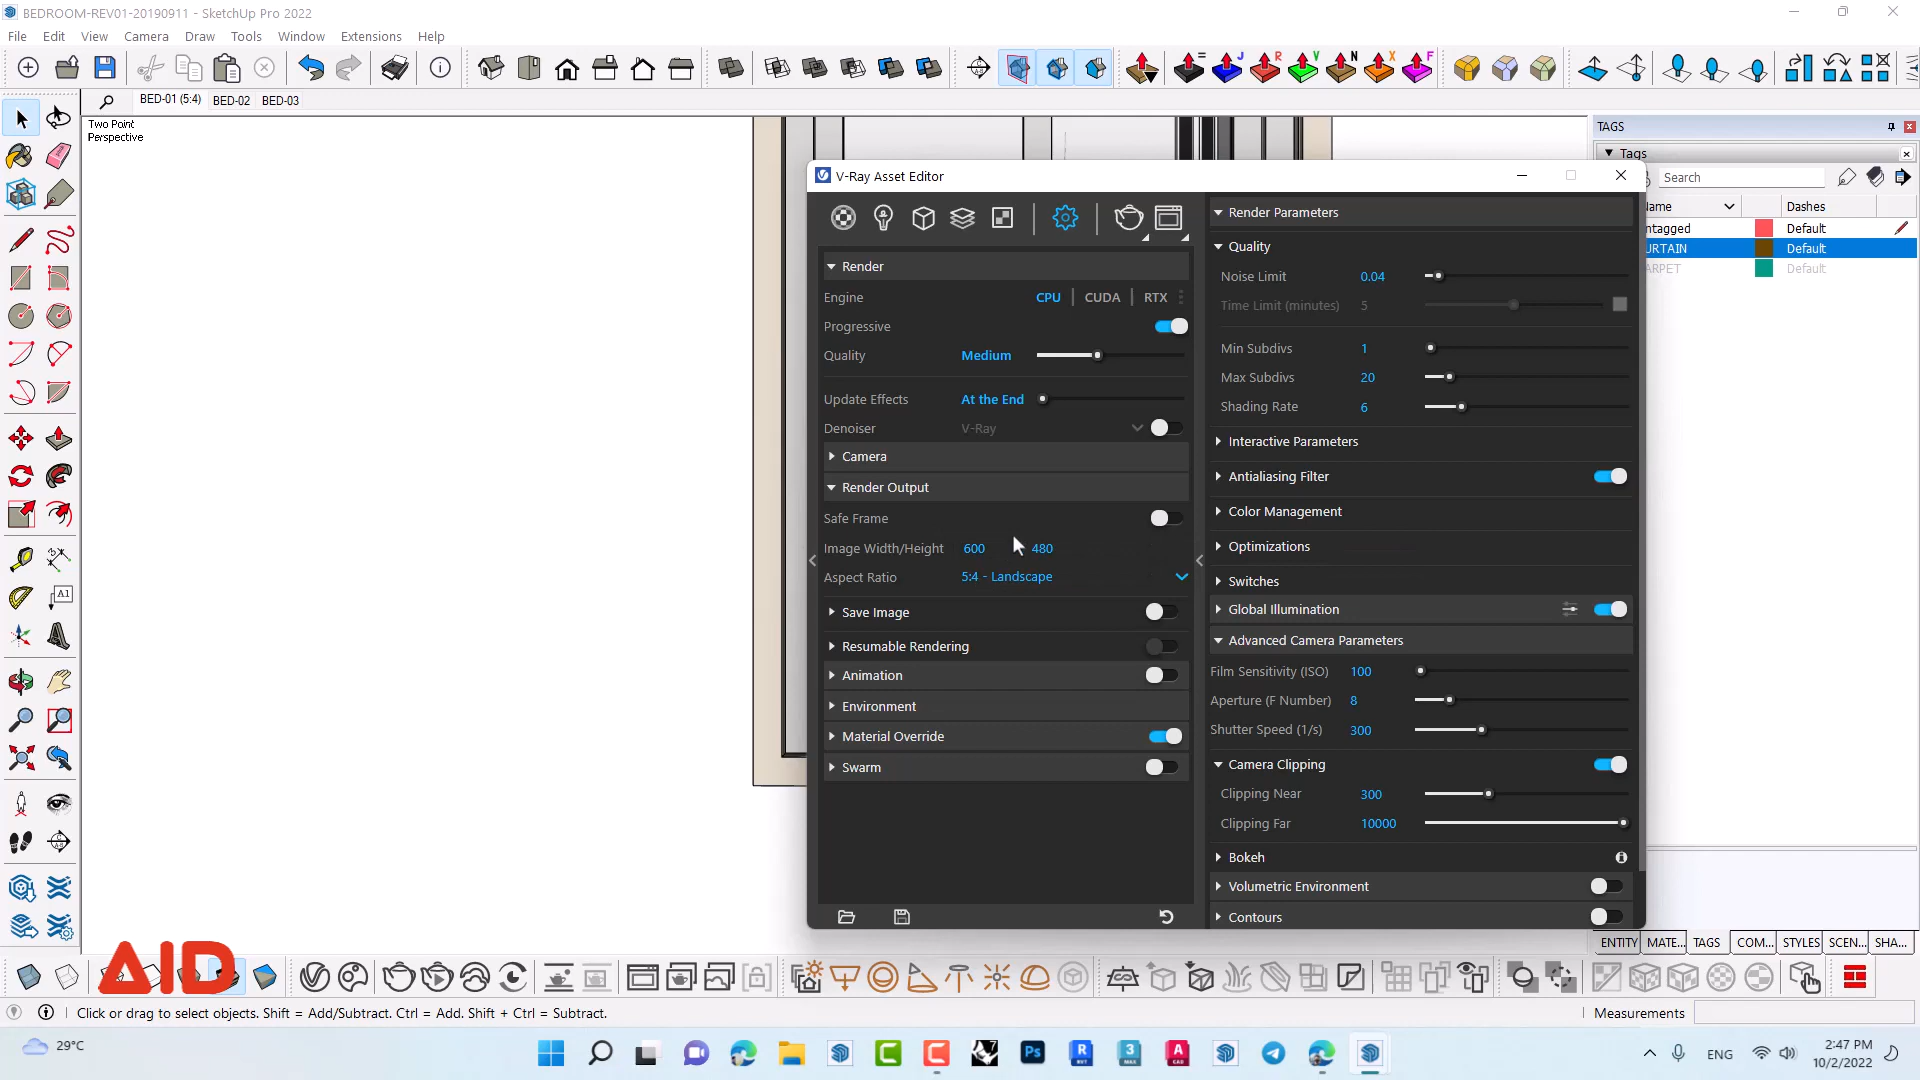 BEDROOM-REV01-20190911 - SketchUp Pro 2022
File Edit View Camera Draw Tools Window Extensions Help
BED-01 (5:4) BED-02 BED-03
Two Point
Perspective
TAGS
Tags
Search
ame Dashes
ntagged Default
URTAIN Default
ARPET Default
V-Ray Asset Editor
Render
Engine CPU CUDA RTX
Progressive
Quality Medium
Update Effects At the End
Denoiser V-Ray
Camera
Render Output
Safe Frame
Image Width/Height 600 480
Aspect Ratio 5:4 - Landscape
Save Image
Resumable Rendering
Animation
Environment
Material Override
Swarm
Render Parameters
Quality
Noise Limit 0.04
Time Limit (minutes) 5
Min Subdivs 1
Max Subdivs 20
Shading Rate 6
Interactive Parameters
Antialiasing Filter
Color Management
Optimizations
Switches
Global Illumination
Advanced Camera Parameters
Film Sensitivity (ISO) 100
Aperture (F Number) 8
Shutter Speed (1/s) 300
Camera Clipping
Clipping Near 300
Clipping Far 10000
Bokeh
Volumetric Environment
Contours
ENTITY MATE... TAGS COM... STYLES SCEN... SHA...
AID
Click or drag to select objects. Shift = Add/Subtract. Ctrl = Add. Shift + Ctrl = Subtract.
Measurements
29°C
ENG
2:47 PM
10/2/2022